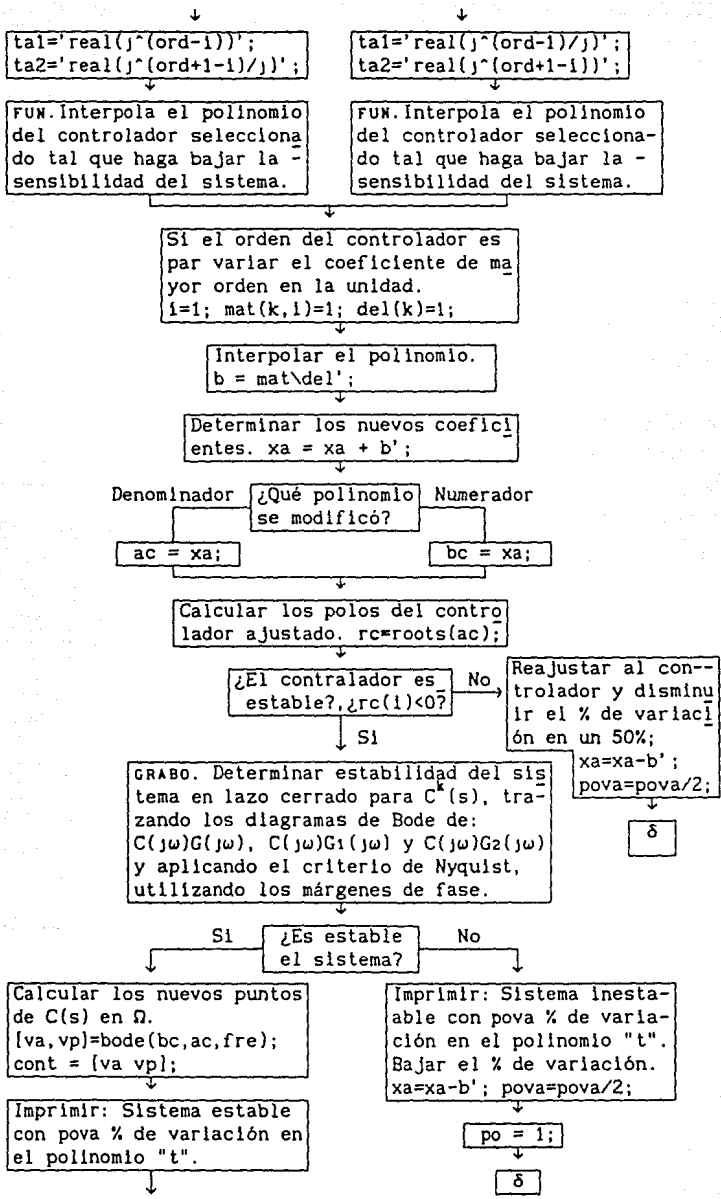 ta1='real(j^(ord-i))';
ta2='real(j^(ord+1-i)/j)';
ta1='real(j^(ord-i)/j)';
ta2='real(j^(ord+1-i))';
FUN. Interpola el polinomio
del controlador selecciona
do tal que haga bajar la -
sensibilidad del sistema.
FUN. Interpola el polinomio
del controlador selecciona-
do tal que haga bajar la -
sensibilidad del sistema.
Si el orden del controlador es
par variar el coeficiente de ma
yor orden en la unidad.
i=1; mat(k,i)=1; del(k)=1;
Interpolar el polinomio.
b = mat\del';
Determinar los nuevos coefici
entes. xa = xa + b';
Denominador
¿Qué polinomio
se modificó?
Numerador
ac = xa;
bc = xa;
Calcular los polos del contro
lador ajustado. rc=roots(ac);
¿El contralador es
estable?,¿rc(i)<0?
No
Si
Reajustar al con--
trolador y disminu
ir el % de variaci
ón en un 50%;
xa=xa-b';
pova=pova/2;
δ
GRABO. Determinar estabilidad del sis
tema en lazo cerrado para C^k(s), tra-
zando los diagramas de Bode de:
C(jω)G(jω), C(jω)G1(jω) y C(jω)G2(jω)
y aplicando el criterio de Nyquist,
utilizando los márgenes de fase.
Si
¿Es estable
el sistema?
No
Calcular los nuevos puntos
de C(s) en Ω.
[va,vp]=bode(bc,ac,fre);
cont = [va vp];
Imprimir: Sistema estable
con pova % de variación en
el polinomio "t".
Imprimir: Sistema inesta-
able con pova % de varia-
ción en el polinomio "t".
Bajar el % de variación.
xa=xa-b'; pova=pova/2;
po = 1;
δ